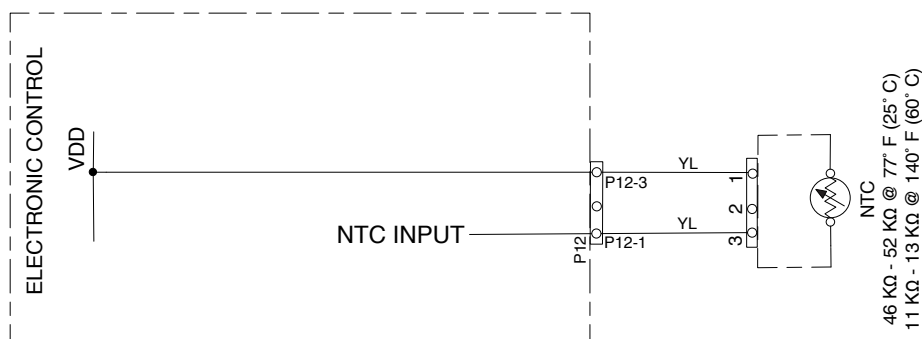 ELECTRONIC CONTROL
VDD
NTC INPUT
P12
P12-3
P12-1
YL
YL
1
2
3
NTC
46 KΩ - 52 KΩ @ 77° F (25° C)
11 KΩ - 13 KΩ @ 140° F (60° C)